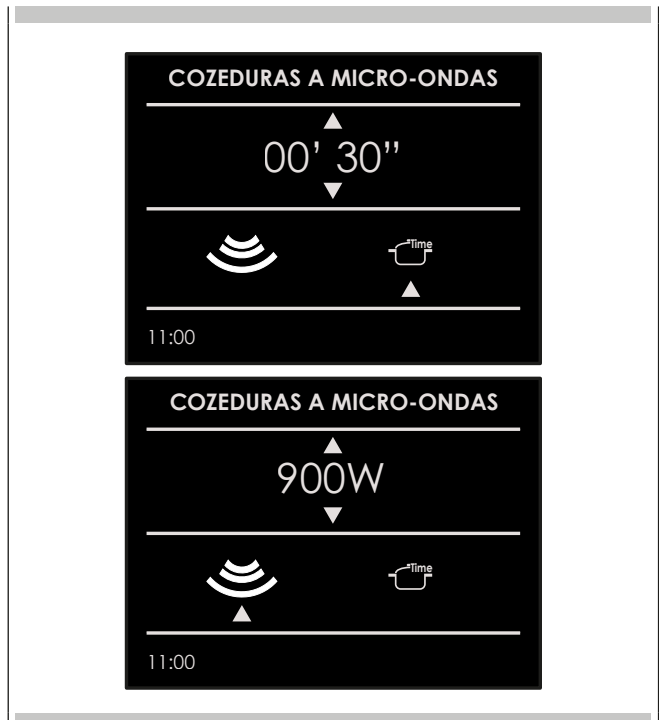 COZEDURAS A MICRO-ONDAS
00’ 30’’
Time
11:00
COZEDURAS A MICRO-ONDAS
900W
Time
11:00